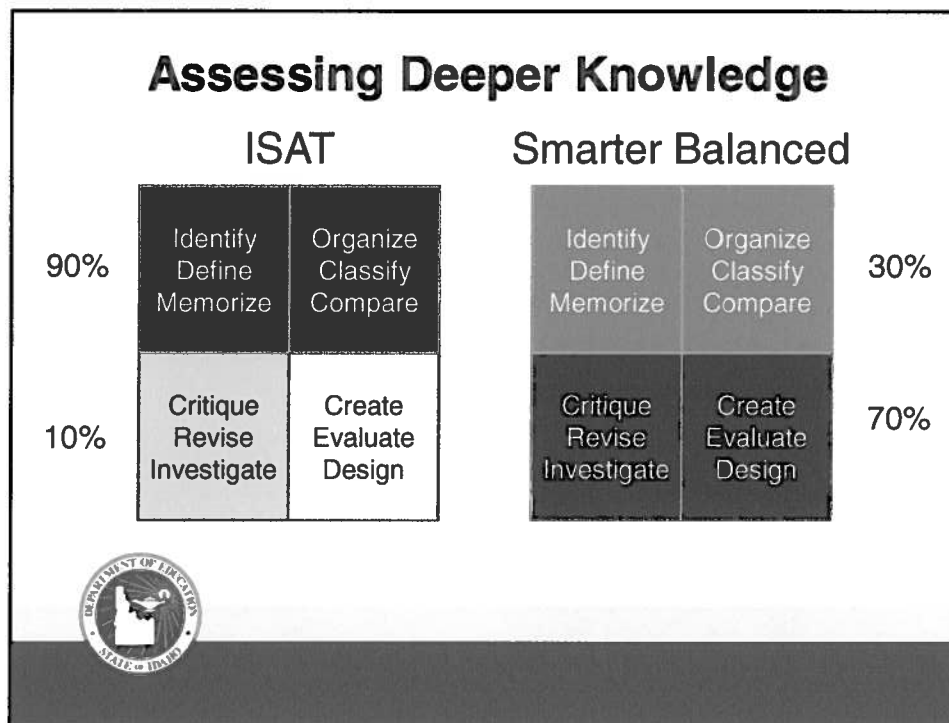 Assessing Deeper Knowledge
ISAT
Smarter Balanced
90%
Identify
Define
Memorize
Organize
Classify
Compare
10%
Critique
Revise
Investigate
Create
Evaluate
Design
Identify
Define
Memorize
Organize
Classify
Compare
30%
Critique
Revise
Investigate
Create
Evaluate
Design
70%
DEPARTMENT OF EDUCATION
STATE OF IDAHO